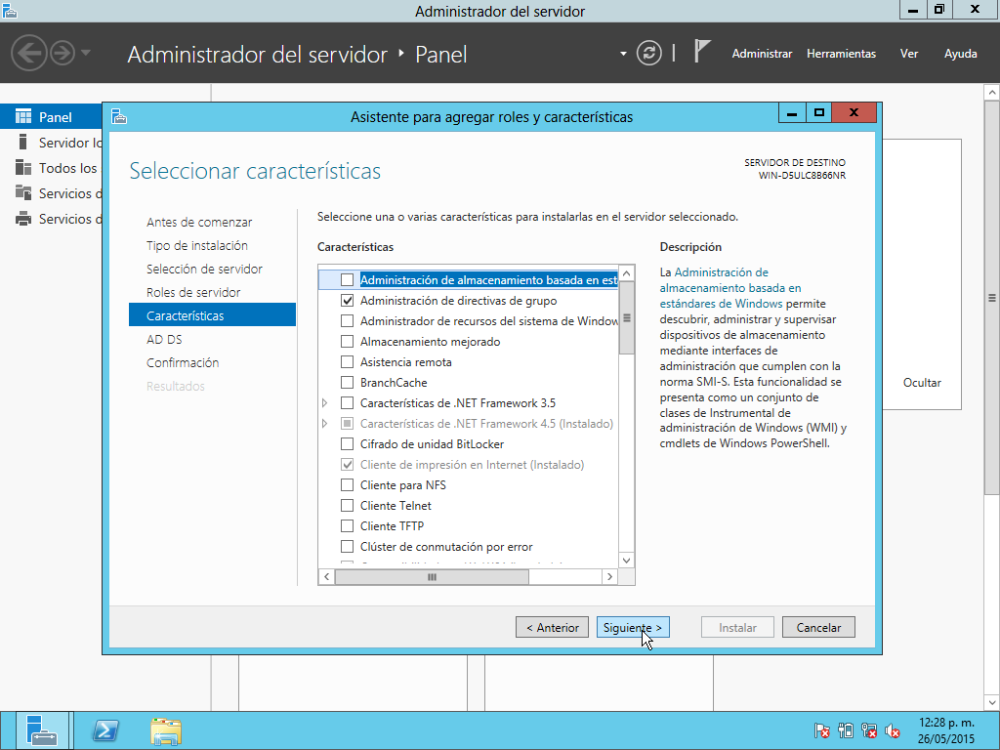 Administrador del servidor
Administrador del servidor
Panel
Administrar
Herramientas
Ver
Ayuda
Panel
Servidor lo
Todos los
Servicios d
Servicios d
Asistente para agregar roles y características
Seleccionar características
SERVIDOR DE DESTINO
WIN-D5ULC8B66NR
Antes de comenzar
Tipo de instalación
Selección de servidor
Roles de servidor
Características
AD DS
Confirmación
Resultados
Seleccione una o varias características para instalarlas en el servidor seleccionado.
Características
Administración de almacenamiento basada en est
Administración de directivas de grupo
Administrador de recursos del sistema de Window
Almacenamiento mejorado
Asistencia remota
BranchCache
Características de .NET Framework 3.5
Características de .NET Framework 4.5 (Instalado)
Cifrado de unidad BitLocker
Cliente de impresión en Internet (Instalado)
Cliente para NFS
Cliente Telnet
Cliente TFTP
Clúster de conmutación por error
Descripción
La Administración de
almacenamiento basada en
estándares de Windows permite
descubrir, administrar y supervisar
dispositivos de almacenamiento
mediante interfaces de
administración que cumplen con la
norma SMI-S. Esta funcionalidad se
presenta como un conjunto de
clases de Instrumental de
administración de Windows (WMI) y
cmdlets de Windows PowerShell.
Ocultar
< Anterior
Siguiente >
Instalar
Cancelar
12:28 p. m.
26/05/2015